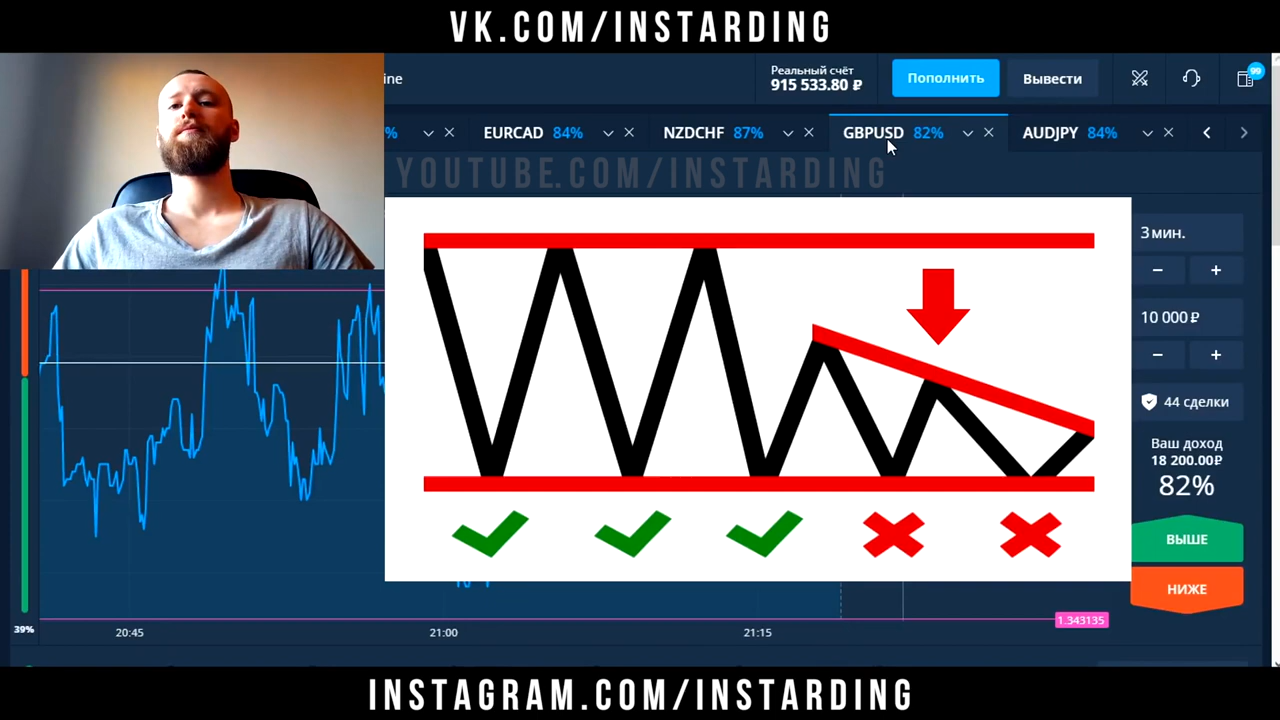 VK.COM/INSTARDING
ine
Реальный счёт
915 533.80 ₽
Пополнить
Вывести
99
%
EURCAD 84%
NZDCHF 87%
GBPUSD 82%
AUDJPY 84%
YOUTUBE.COM/INSTARDING
3 мин.
10 000 ₽
44 сделки
Ваш доход
18 200.00 ₽
82%
ВЫШЕ
НИЖЕ
39%
1.343135
20:45
21:00
21:15
INSTAGRAM.COM/INSTARDING